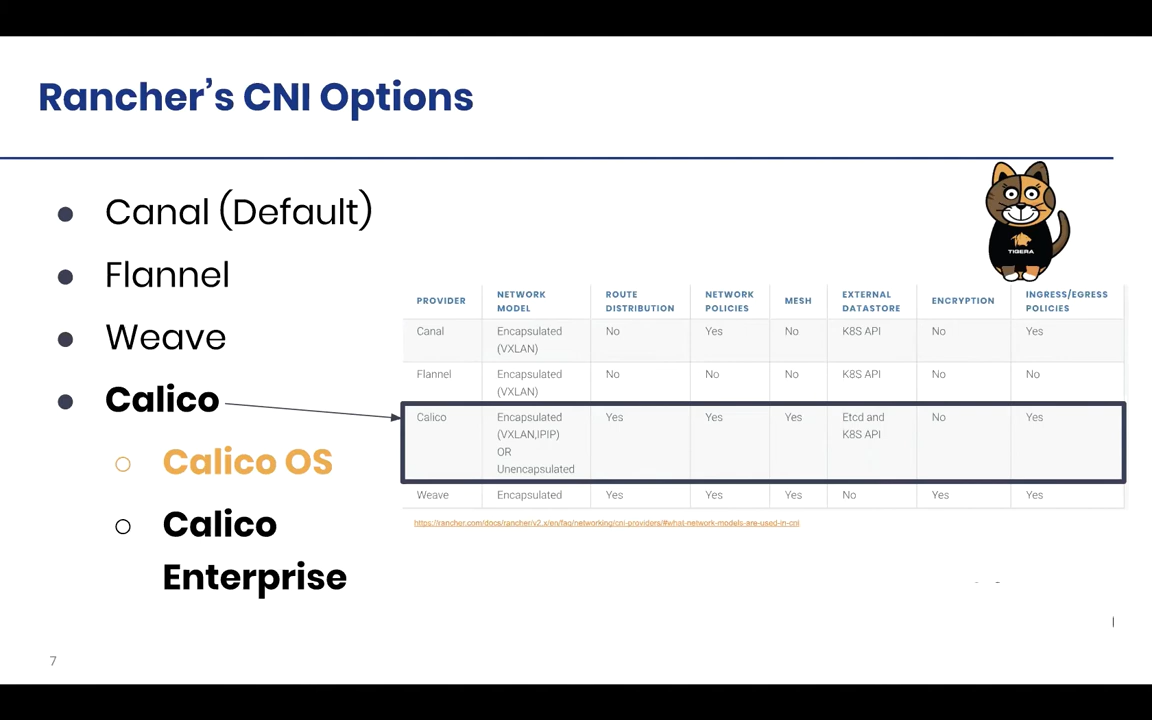 Rancher's CNI Options
● Canal (Default)
● Flannel
● Weave
● Calico
○ Calico OS
○ Calico
Enterprise
TIGERA
PROVIDER NETWORK MODEL ROUTE DISTRIBUTION NETWORK POLICIES MESH EXTERNAL DATASTORE ENCRYPTION INGRESS/EGRESS POLICIES
Canal Encapsulated (VXLAN) No Yes No K8S API No Yes
Flannel Encapsulated (VXLAN) No No No K8S API No No
Calico Encapsulated (VXLAN,IPIP) OR Unencapsulated Yes Yes Yes Etcd and K8S API No Yes
Weave Encapsulated Yes Yes Yes No Yes Yes
https://rancher.com/docs/rancher/v2.x/en/faq/networking/cni-providers/#what-network-models-are-used-in-cni
7